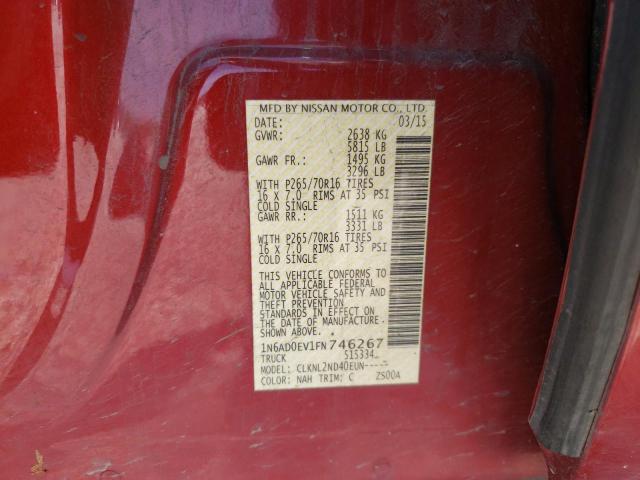 MFD BY NISSAN MOTOR CO., LTD.
DATE: 03/15
GVWR: 2638 KG
5815 LB
GAWR FR.: 1495 KG
3296 LB
WITH P265/70R16 TIRES
16 X 7.0 RIMS AT 35 PSI
COLD SINGLE
GAWR RR.: 1511 KG
3331 LB
WITH P265/70R16 TIRES
16 X 7.0 RIMS AT 35 PSI
COLD SINGLE
THIS VEHICLE CONFORMS TO
ALL APPLICABLE FEDERAL
MOTOR VEHICLE SAFETY AND
THEFT PREVENTION
STANDARDS IN EFFECT ON
THE DATE OF MANUFACTURE
SHOWN ABOVE.
1N6AD0EV1FN746267
TRUCK 515334
MODEL: CLKNL2ND40EUN-----
COLOR: NAH TRIM: C ZS00A